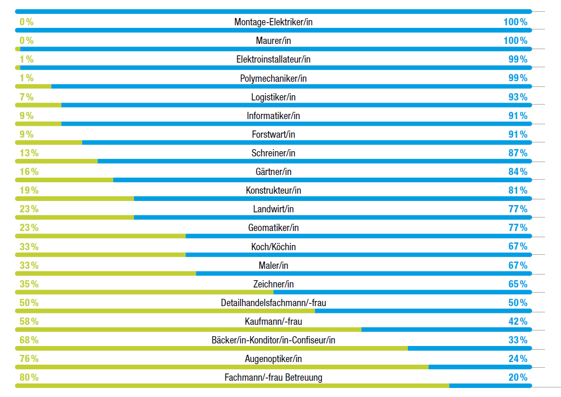 0% Montage-Elektriker/in 100%
0% Maurer/in 100%
1% Elektroinstallateur/in 99%
1% Polymechaniker/in 99%
7% Logistiker/in 93%
9% Informatiker/in 91%
9% Forstwart/in 91%
13% Schreiner/in 87%
16% Gärtner/in 84%
19% Konstrukteur/in 81%
23% Landwirt/in 77%
23% Geomatiker/in 77%
33% Koch/Köchin 67%
33% Maler/in 67%
35% Zeichner/in 65%
50% Detailhandelsfachmann/-frau 50%
58% Kaufmann/-frau 42%
68% Bäcker/in-Konditor/in-Confiseur/in 33%
76% Augenoptiker/in 24%
80% Fachmann/-frau Betreuung 20%